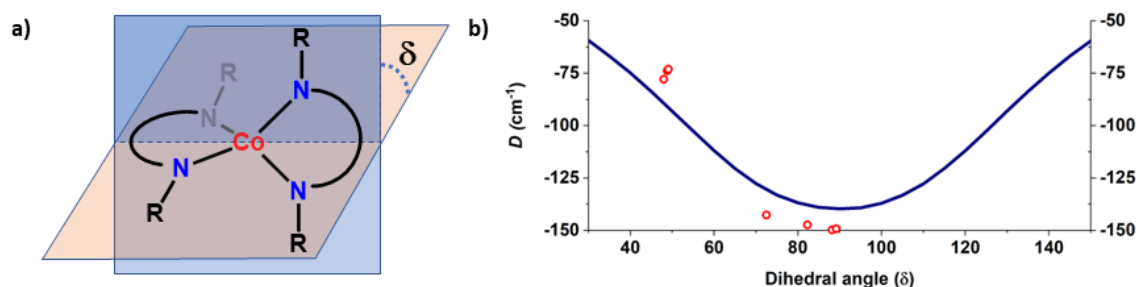 a)
R
δ
R
N
N
Co
N
N
R
R
b)
-50
-50
-75
-75
-100
-100
-125
-125
-150
-150
D (cm-1)
40
60
80
100
120
140
Dihedral angle (δ)